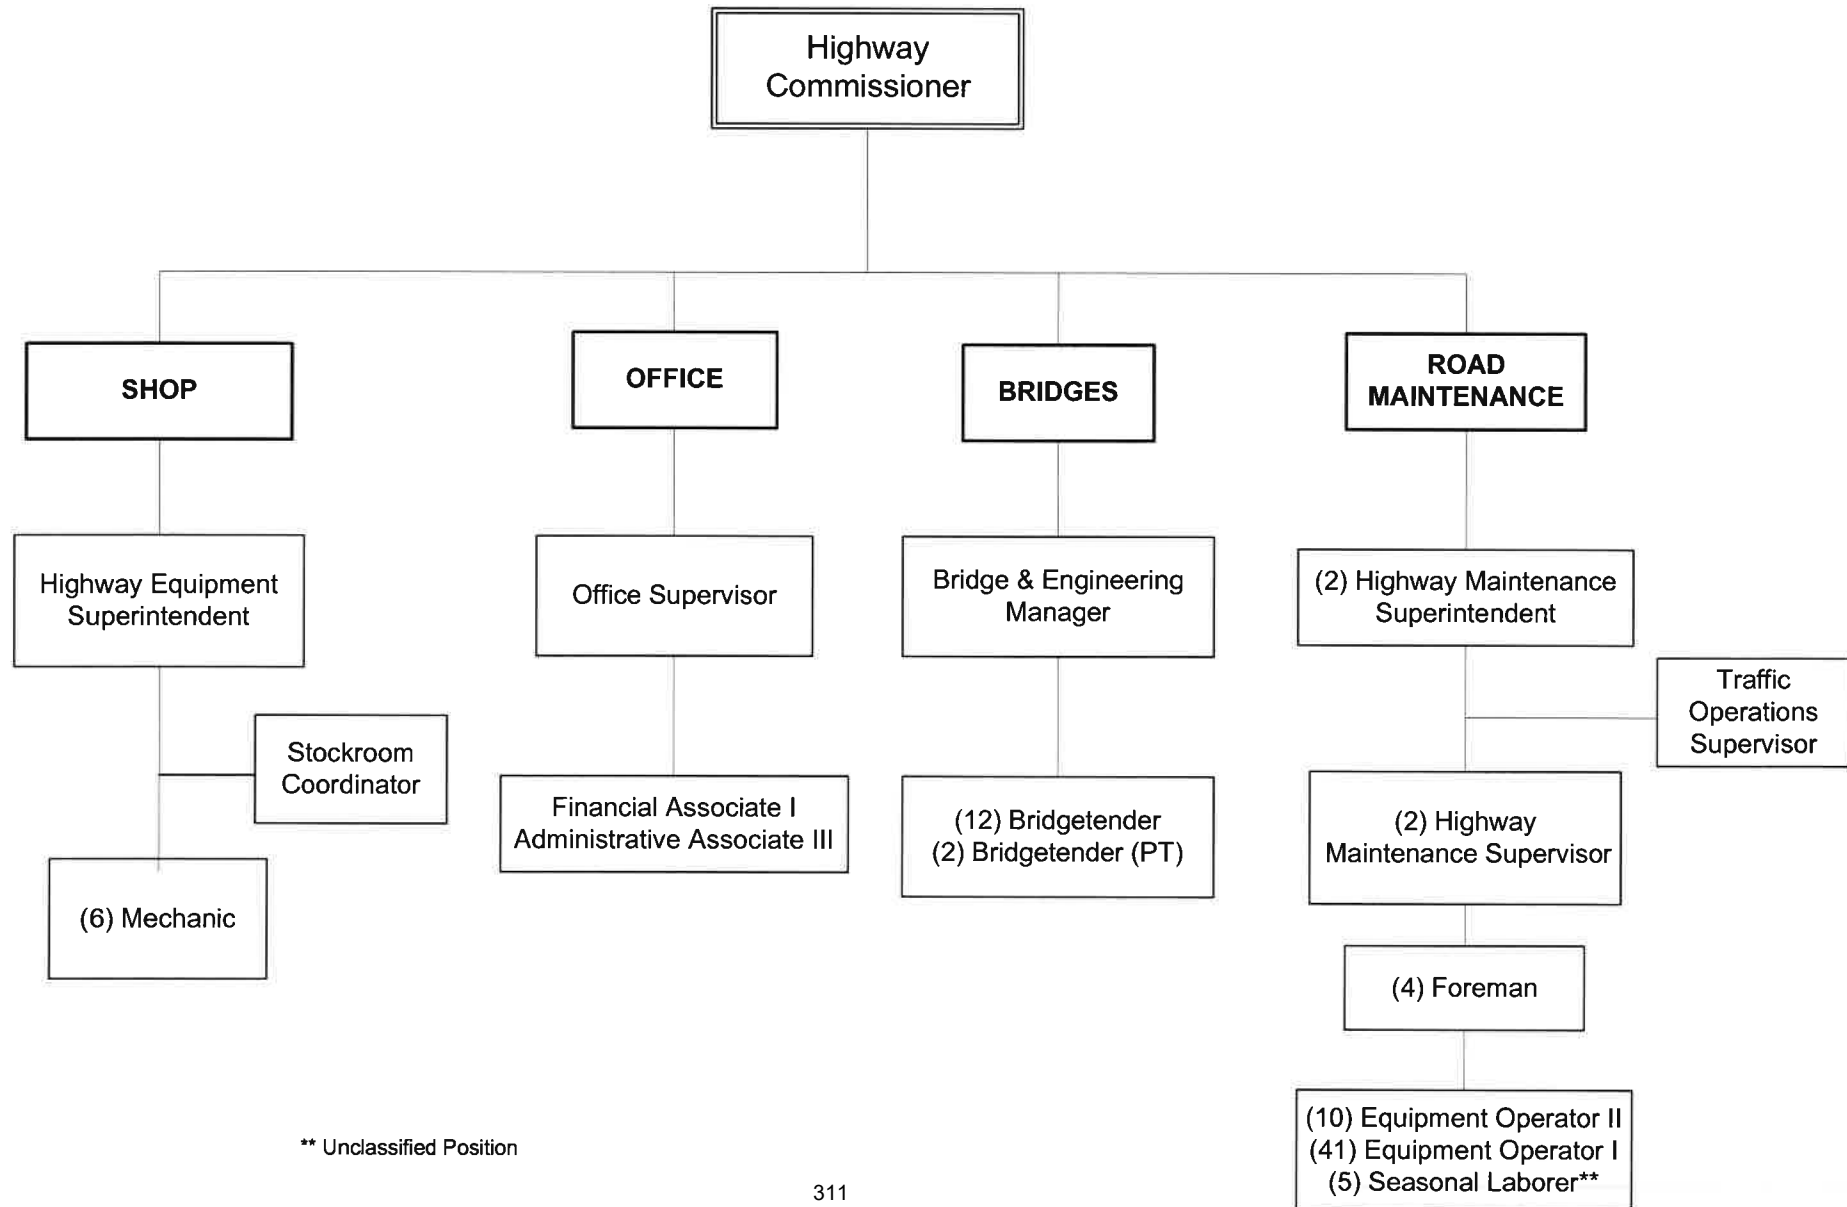 Highway
Commissioner
SHOP
OFFICE
BRIDGES
ROAD
MAINTENANCE
Highway Equipment
Superintendent
Office Supervisor
Bridge & Engineering
Manager
(2) Highway Maintenance
Superintendent
Traffic
Operations
Supervisor
Stockroom
Coordinator
Financial Associate I
Administrative Associate III
(12) Bridgetender
(2) Bridgetender (PT)
(2) Highway
Maintenance Supervisor
(6) Mechanic
(4) Foreman
(10) Equipment Operator II
(41) Equipment Operator I
(5) Seasonal Laborer**
** Unclassified Position
311